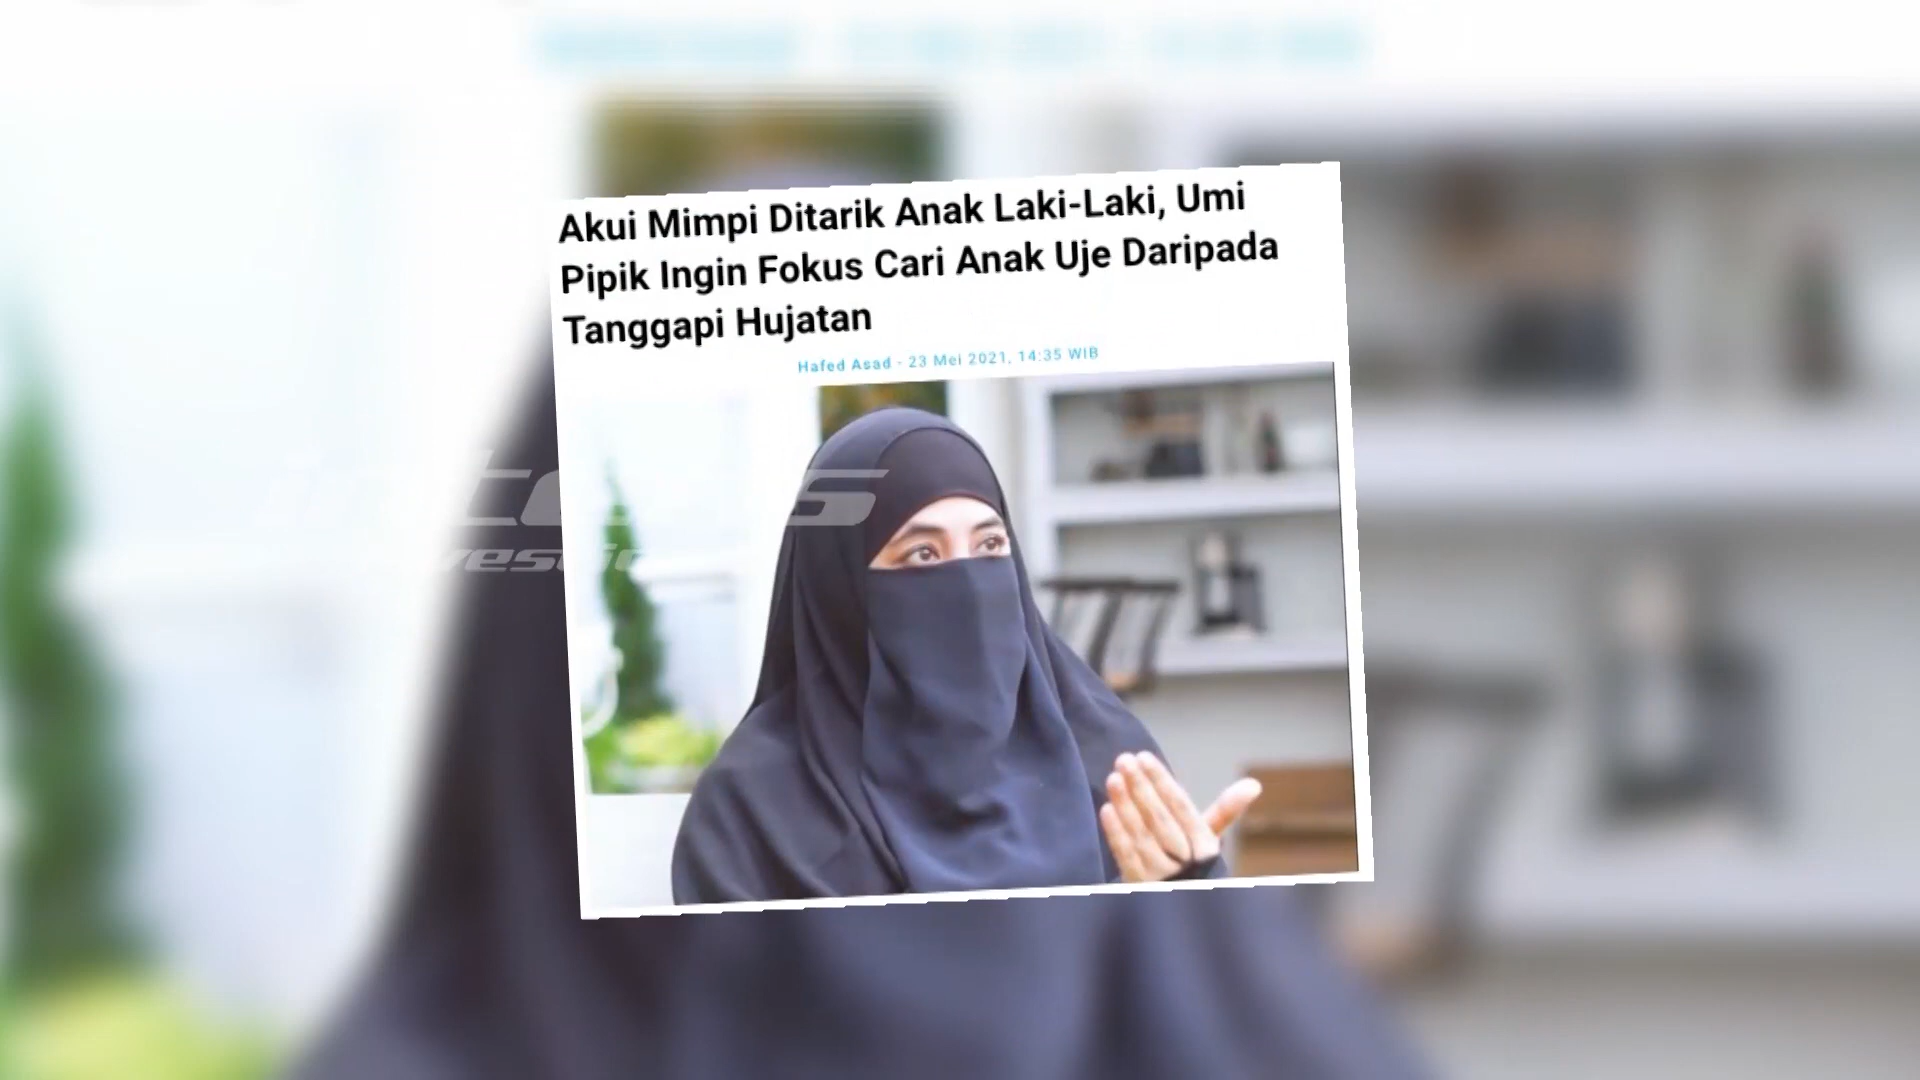 Akui Mimpi Ditarik Anak Laki-Laki, Umi
Pipik Ingin Fokus Cari Anak Uje Daripada
Tanggapi Hujatan
Hafed Asad - 23 Mei 2021, 14:35 WIB